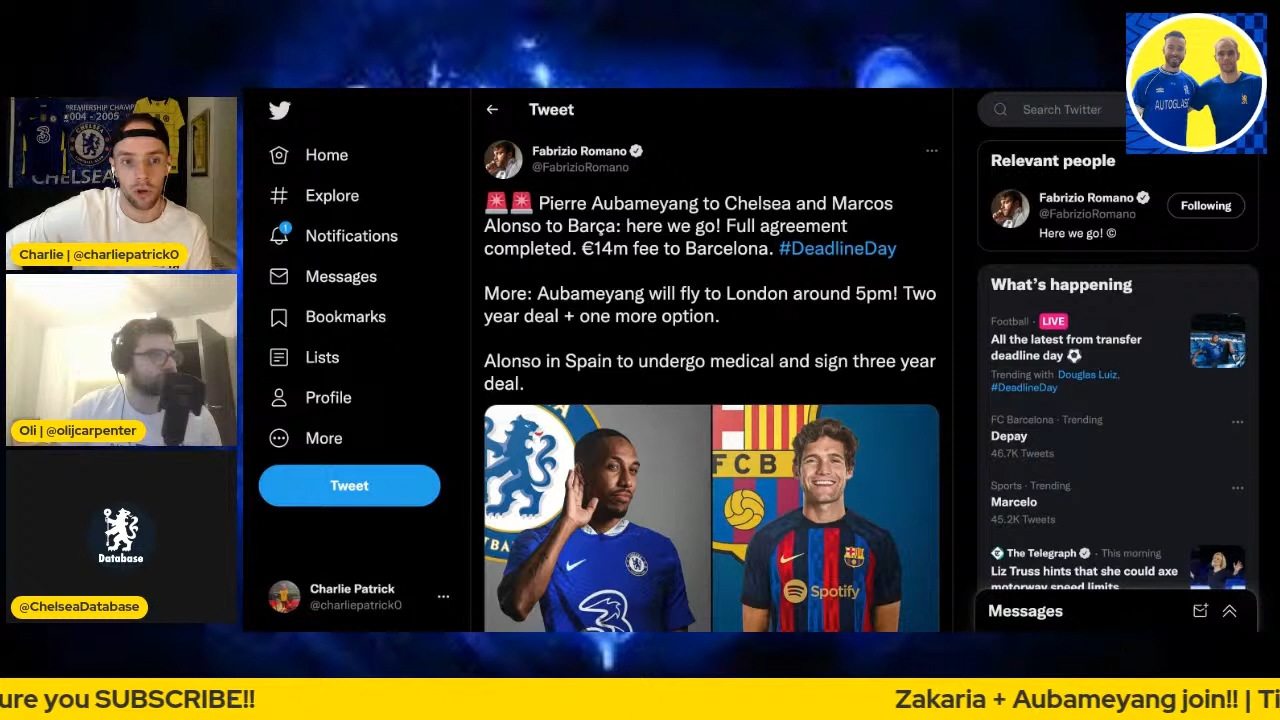 PREMIERSHIP CHAMP
2004 - 2005
CHELSEA
Charlie | @charliepatrick0
Oli | @olijcarpenter
Database
@ChelseaDatabase
Home
Explore
1
Notifications
Messages
Bookmarks
Lists
Profile
More
Tweet
Charlie Patrick
@charliepatrick0
Tweet
Fabrizio Romano
@FabrizioRomano
🚨🚨 Pierre Aubameyang to Chelsea and Marcos
Alonso to Barça: here we go! Full agreement
completed. €14m fee to Barcelona. #DeadlineDay
More: Aubameyang will fly to London around 5pm! Two
year deal + one more option.
Alonso in Spain to undergo medical and sign three year
deal.
FCB
Spotify
Search Twitter
AUTOGLASS
Relevant people
Fabrizio Romano
@FabrizioRomano
Following
Here we go! ©
What's happening
Football · LIVE
All the latest from transfer
deadline day ⚽
Trending with Douglas Luiz,
#DeadlineDay
FC Barcelona · Trending
Depay
46.7K Tweets
Sports · Trending
Marcelo
45.2K Tweets
The Telegraph · This morning
Liz Truss hints that she could axe
motorway speed limits
Messages
ure you SUBSCRIBE!!
Zakaria + Aubameyang join!! | Ti